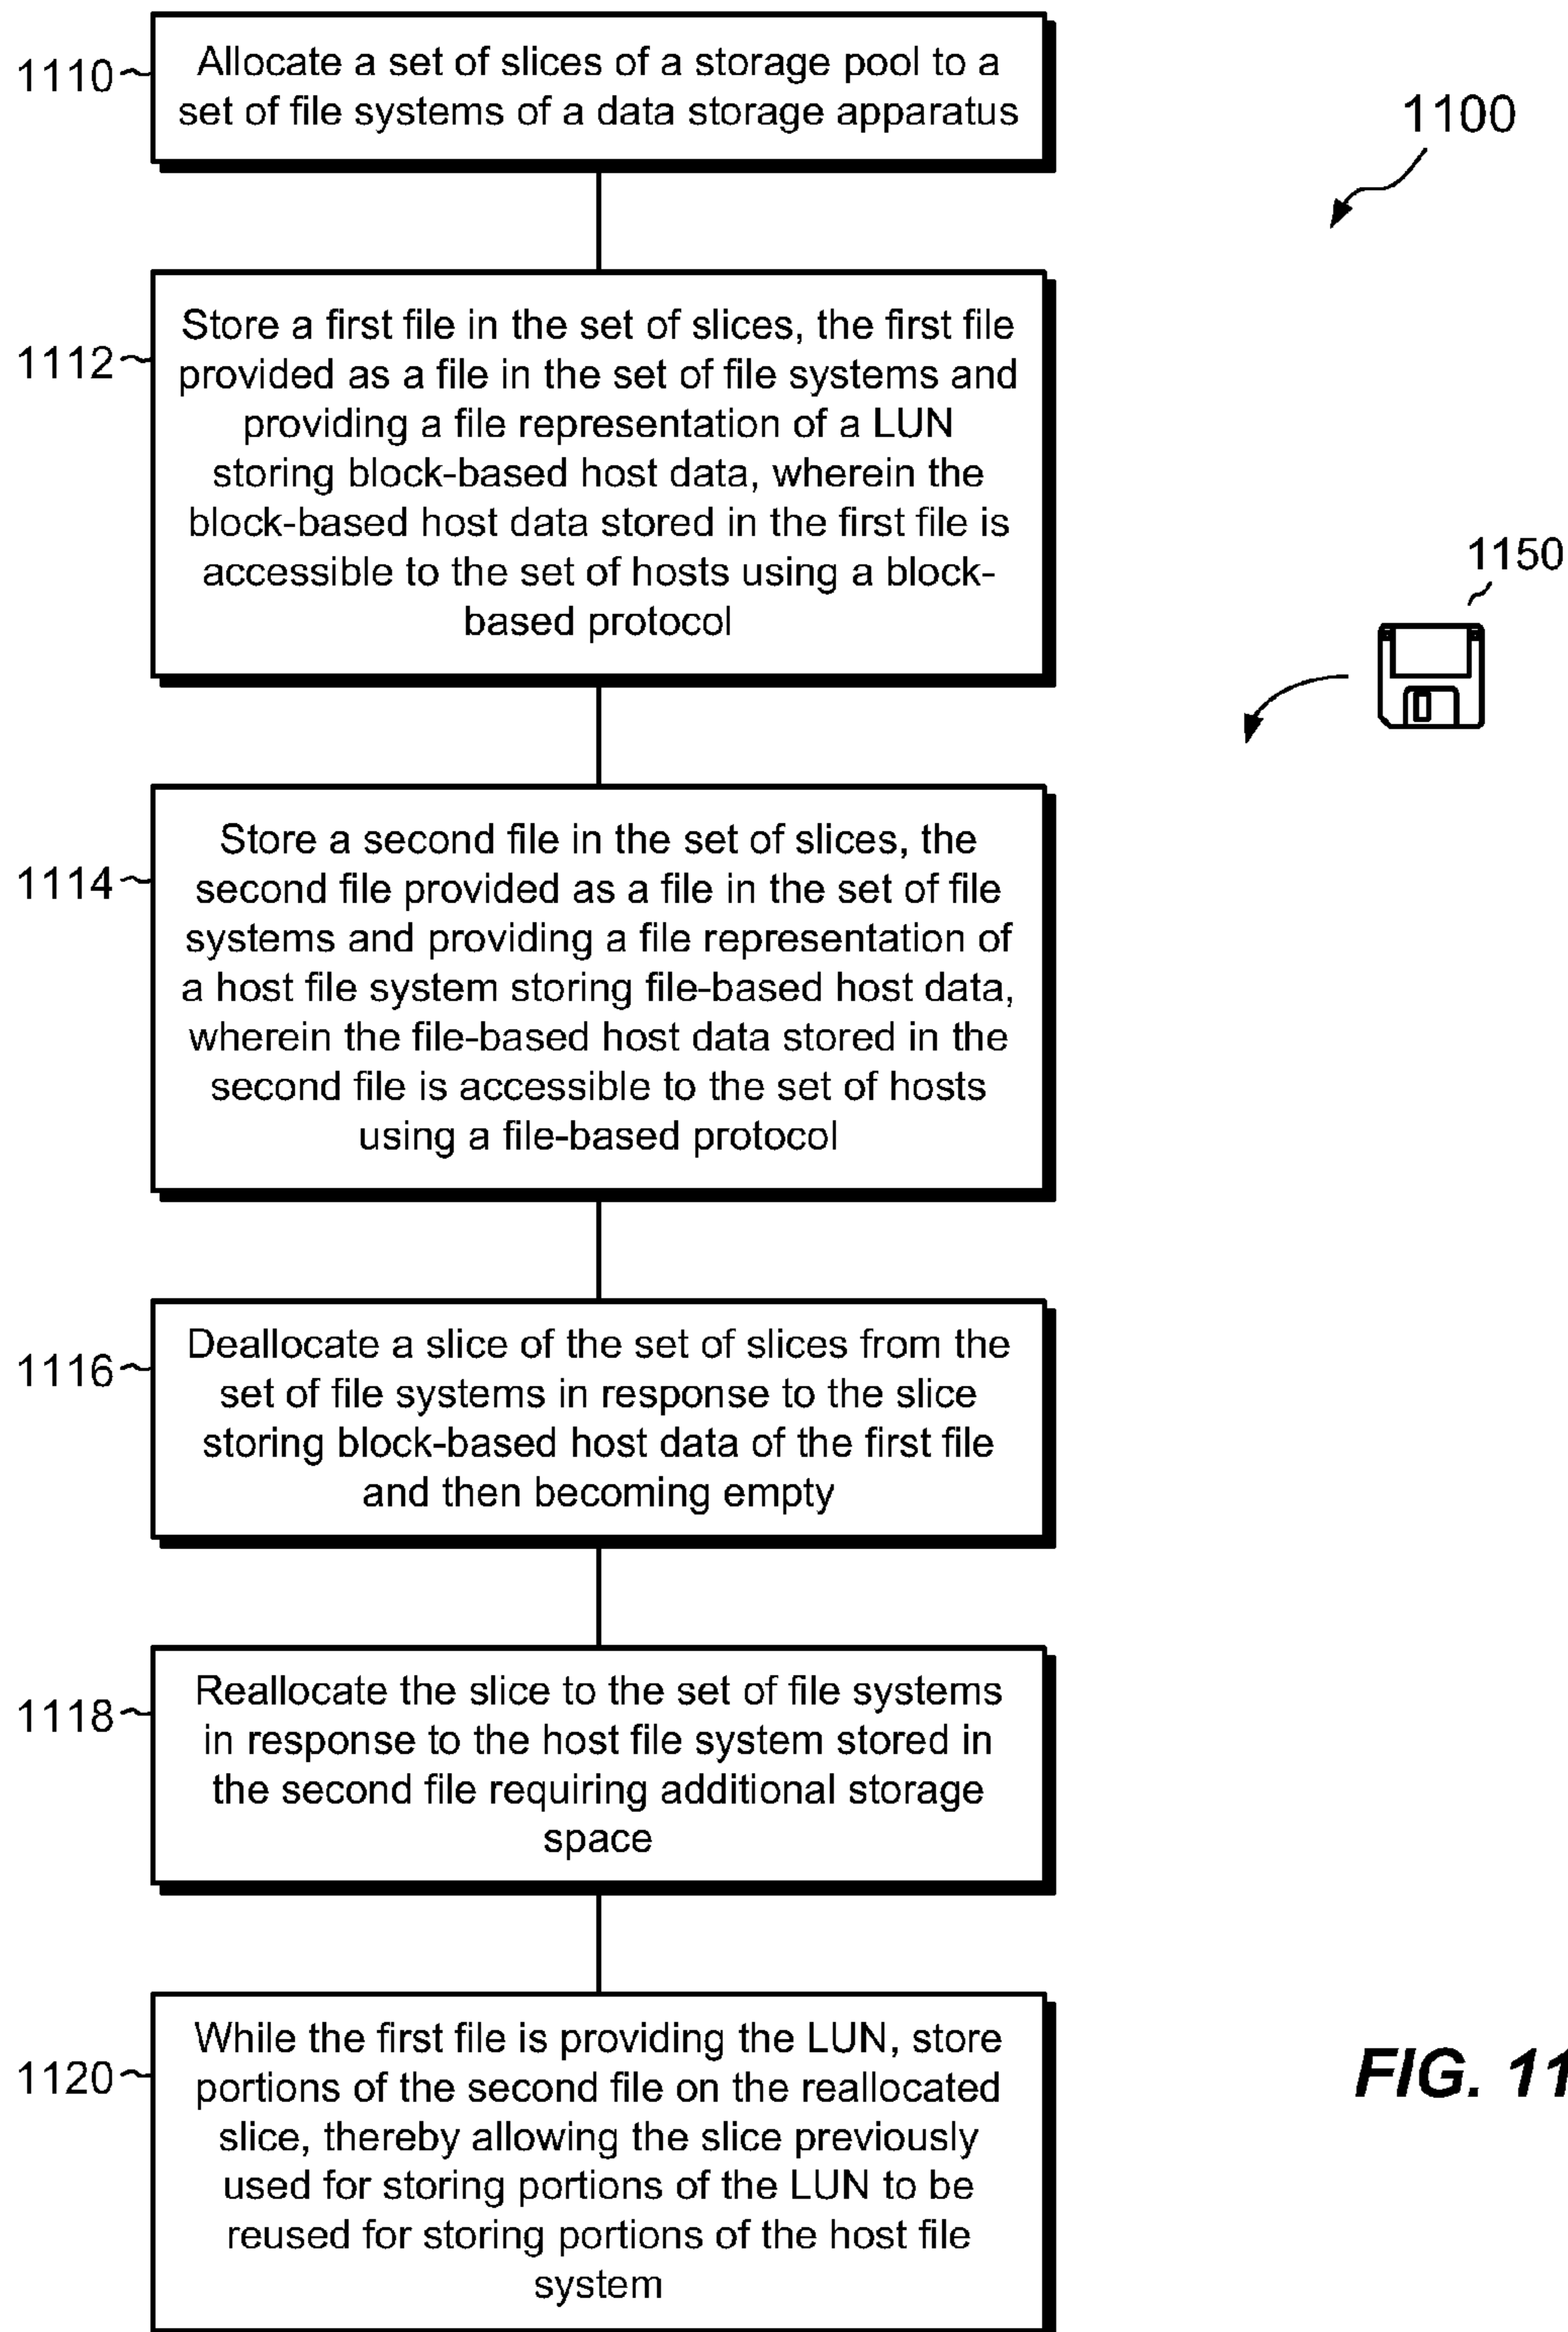 1110
Allocate a set of slices of a storage pool to a
set of file systems of a data storage apparatus
1100
1112
Store a first file in the set of slices, the first file
provided as a file in the set of file systems and
providing a file representation of a LUN
storing block-based host data, wherein the
block-based host data stored in the first file is
accessible to the set of hosts using a block-
based protocol
1150
1114
Store a second file in the set of slices, the
second file provided as a file in the set of file
systems and providing a file representation of
a host file system storing file-based host data,
wherein the file-based host data stored in the
second file is accessible to the set of hosts
using a file-based protocol
1116
Deallocate a slice of the set of slices from the
set of file systems in response to the slice
storing block-based host data of the first file
and then becoming empty
1118
Reallocate the slice to the set of file systems
in response to the host file system stored in
the second file requiring additional storage
space
1120
While the first file is providing the LUN, store
portions of the second file on the reallocated
slice, thereby allowing the slice previously
used for storing portions of the LUN to be
reused for storing portions of the host file
system
FIG. 11